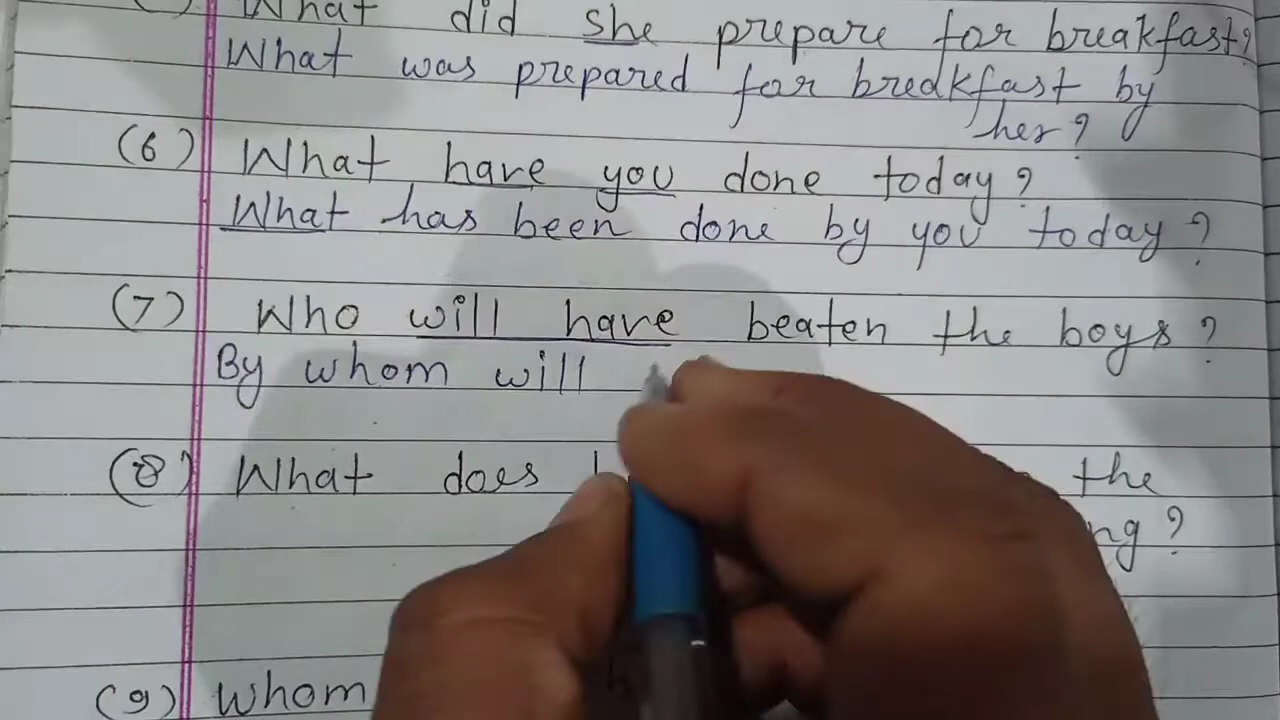 What did she prepare for breakfast?
What was prepared for breakfast by
her?
(6) What have you done today?
What has been done by you today?
(7) Who will have beaten the boys?
By whom will
(8) What does the
?
(9) Whom